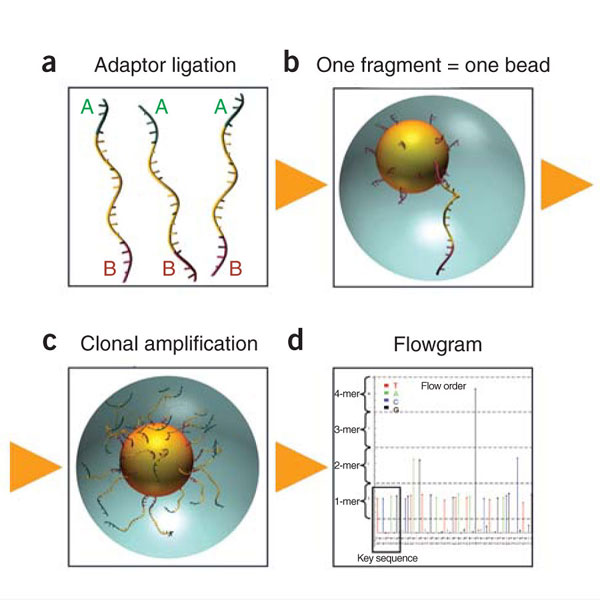 a Adaptor ligation
b One fragment = one bead
A A A
B B B
c Clonal amplification
d Flowgram
Flow order
T
A
C
G
4-mer
3-mer
2-mer
1-mer
Key sequence